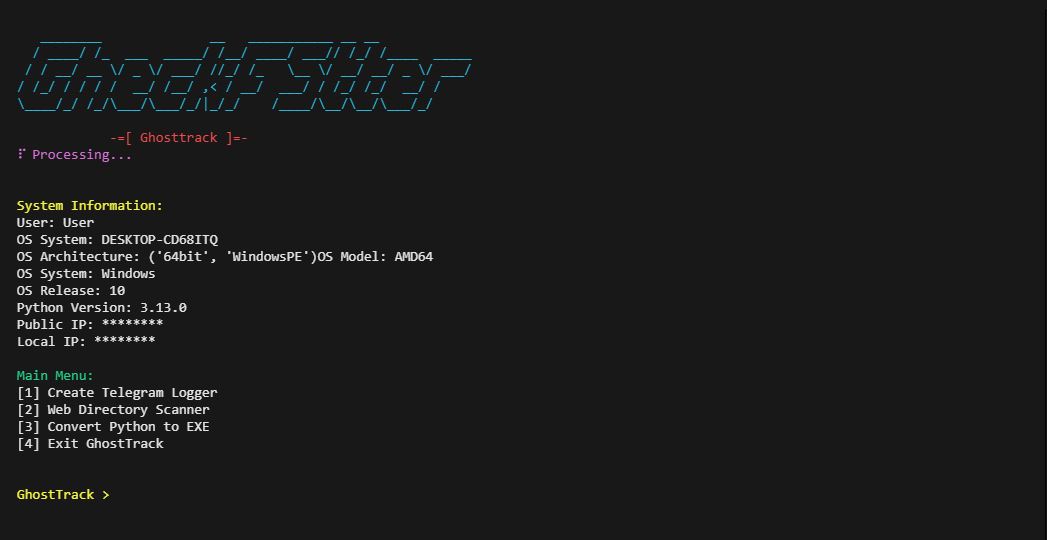 -=[ Ghosttrack ]=-
Processing...
System Information:
User: User
OS System: DESKTOP-CD68ITQ
OS Architecture: ('64bit', 'WindowsPE')OS Model: AMD64
OS System: Windows
OS Release: 10
Python Version: 3.13.0
Public IP: ********
Local IP: ********
Main Menu:
[1] Create Telegram Logger
[2] Web Directory Scanner
[3] Convert Python to EXE
[4] Exit GhostTrack
GhostTrack >